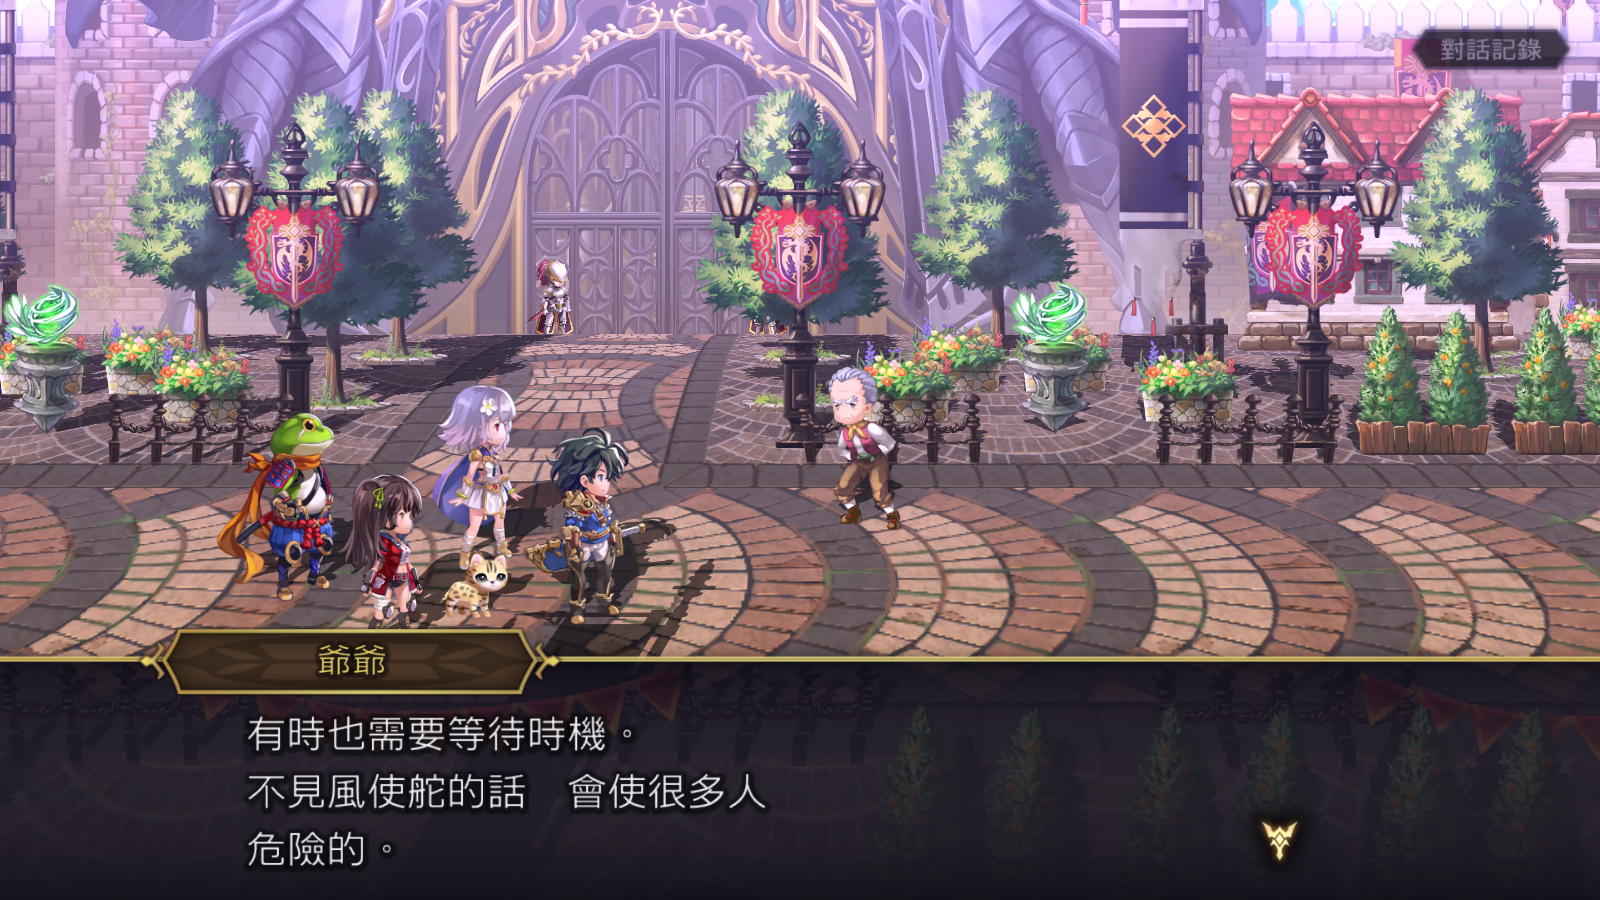 對話記錄
爺爺
有時也需要等待時機。
不見風使舵的話　會使很多人
危險的。